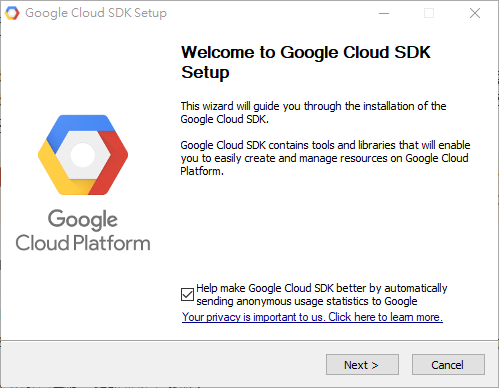 Google Cloud SDK Setup
Welcome to Google Cloud SDK
Setup
This wizard will guide you through the installation of the
Google Cloud SDK.
Google Cloud SDK contains tools and libraries that will enable
you to easily create and manage resources on Google Cloud
Platform.
Google
Cloud Platform
Help make Google Cloud SDK better by automatically
sending anonymous usage statistics to Google
Your privacy is important to us. Click here to learn more.
Next >
Cancel